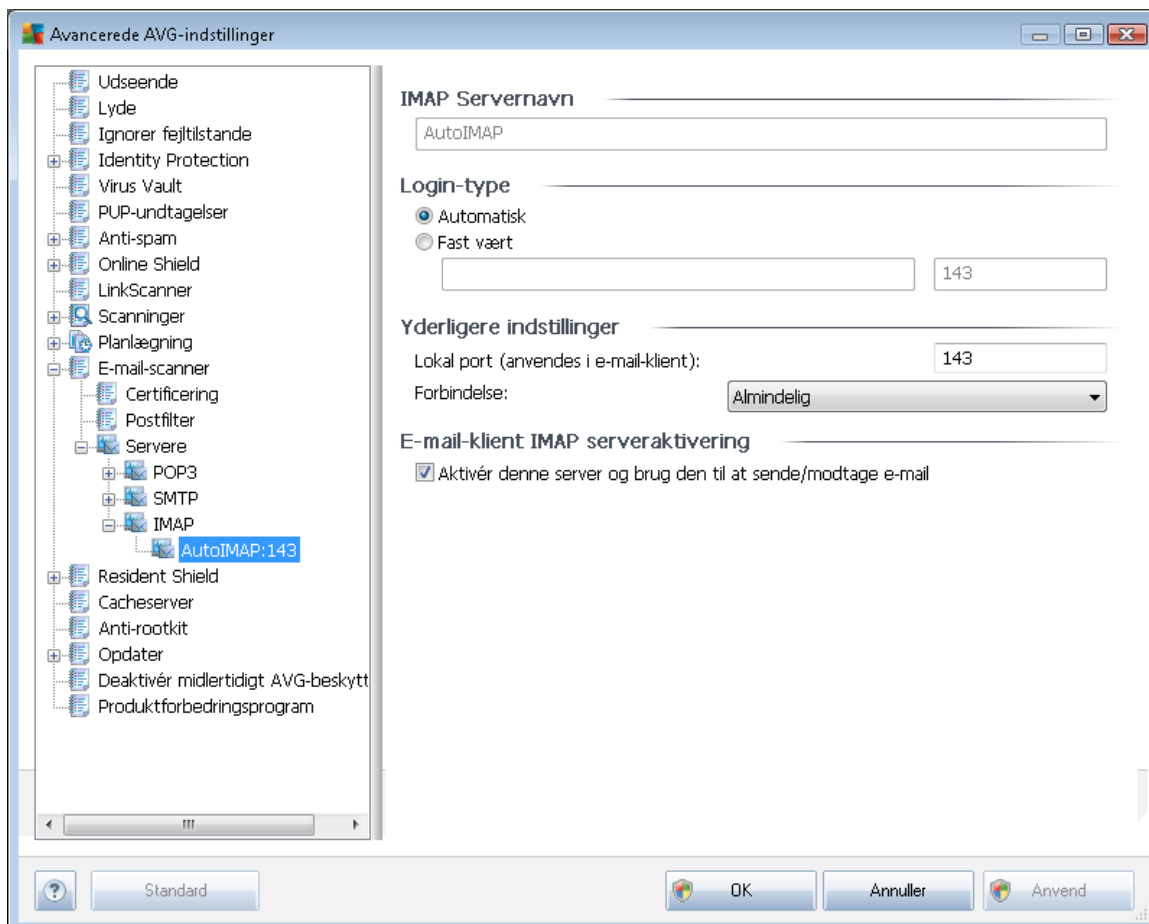 Avancerede AVG-indstillinger
Udseende
Lyde
Ignorer fejltilstande
Identity Protection
Virus Vault
PUP-undtagelser
Anti-spam
Online Shield
LinkScanner
Scanninger
Planlægning
E-mail-scanner
Certificering
Postfilter
Servere
POP3
SMTP
IMAP
AutoIMAP:143
Resident Shield
Cacheserver
Anti-rootkit
Opdater
Deaktivér midlertidigt AVG-beskytt
Produktforbedringsprogram
IMAP Servernavn
AutoIMAP
Login-type
Automatisk
Fast vært
143
Yderligere indstillinger
Lokal port (anvendes i e-mail-klient):
143
Forbindelse:
Almindelig
E-mail-klient IMAP serveraktivering
Aktivér denne server og brug den til at sende/modtage e-mail
?
Standard
OK
Annuller
Anvend